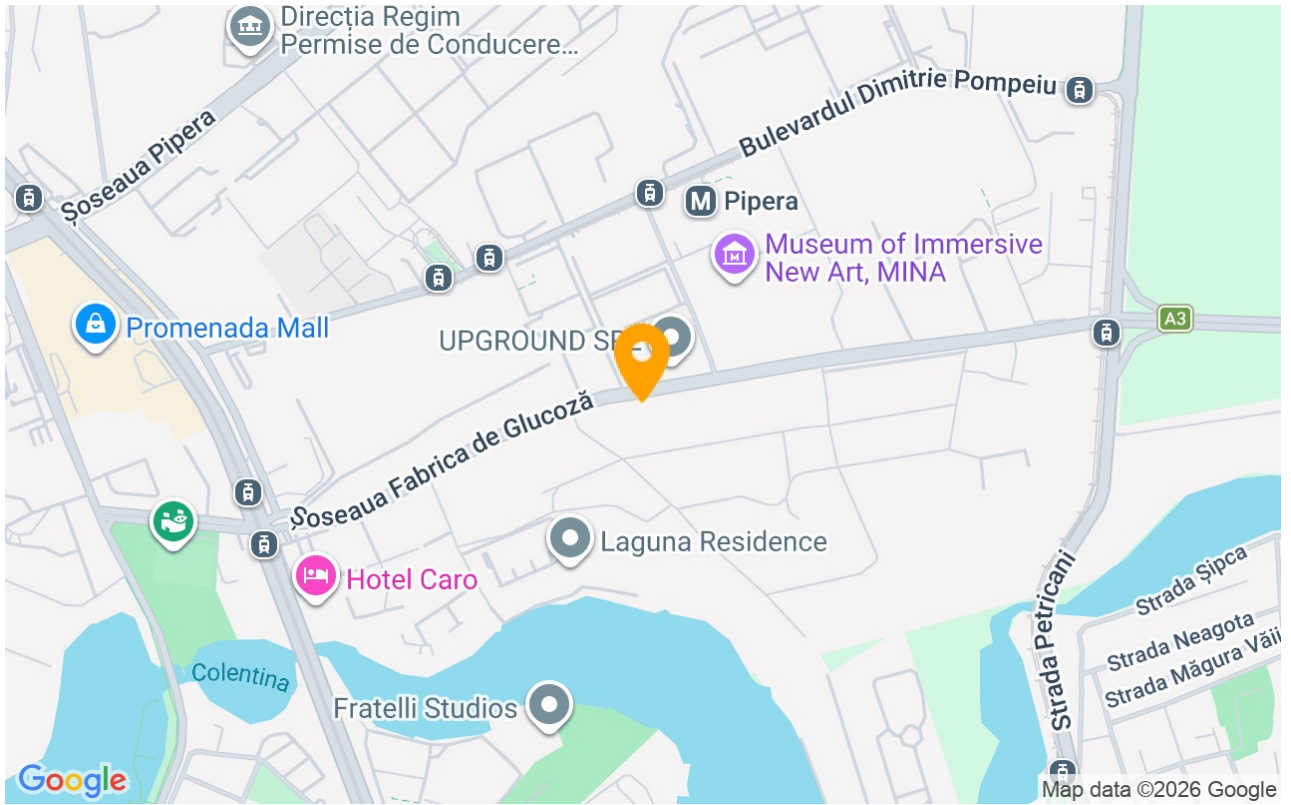 Direcția Regim
Permise de Conducere...
Bulevardul Dimitrie Pompeiu
Șoseaua Pipera
M Pipera
Museum of Immersive
New Art, MINA
A3
Promenada Mall
UPGROUND
Șoseaua Fabrica de Glucoză
Laguna Residence
Hotel Caro
Strada Șipca
Strada Neagota
Strada Măgura Văii
Strada Petricani
Colentina
Fratelli Studios
Google
Map data ©2026 Google